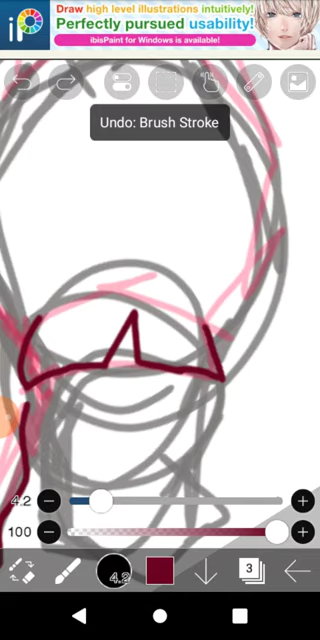 iP
Draw high level illustrations intuitively!
Perfectly pursued usability!
ibisPaint for Windows is available!
Undo: Brush Stroke
4.2
100
4.2
3